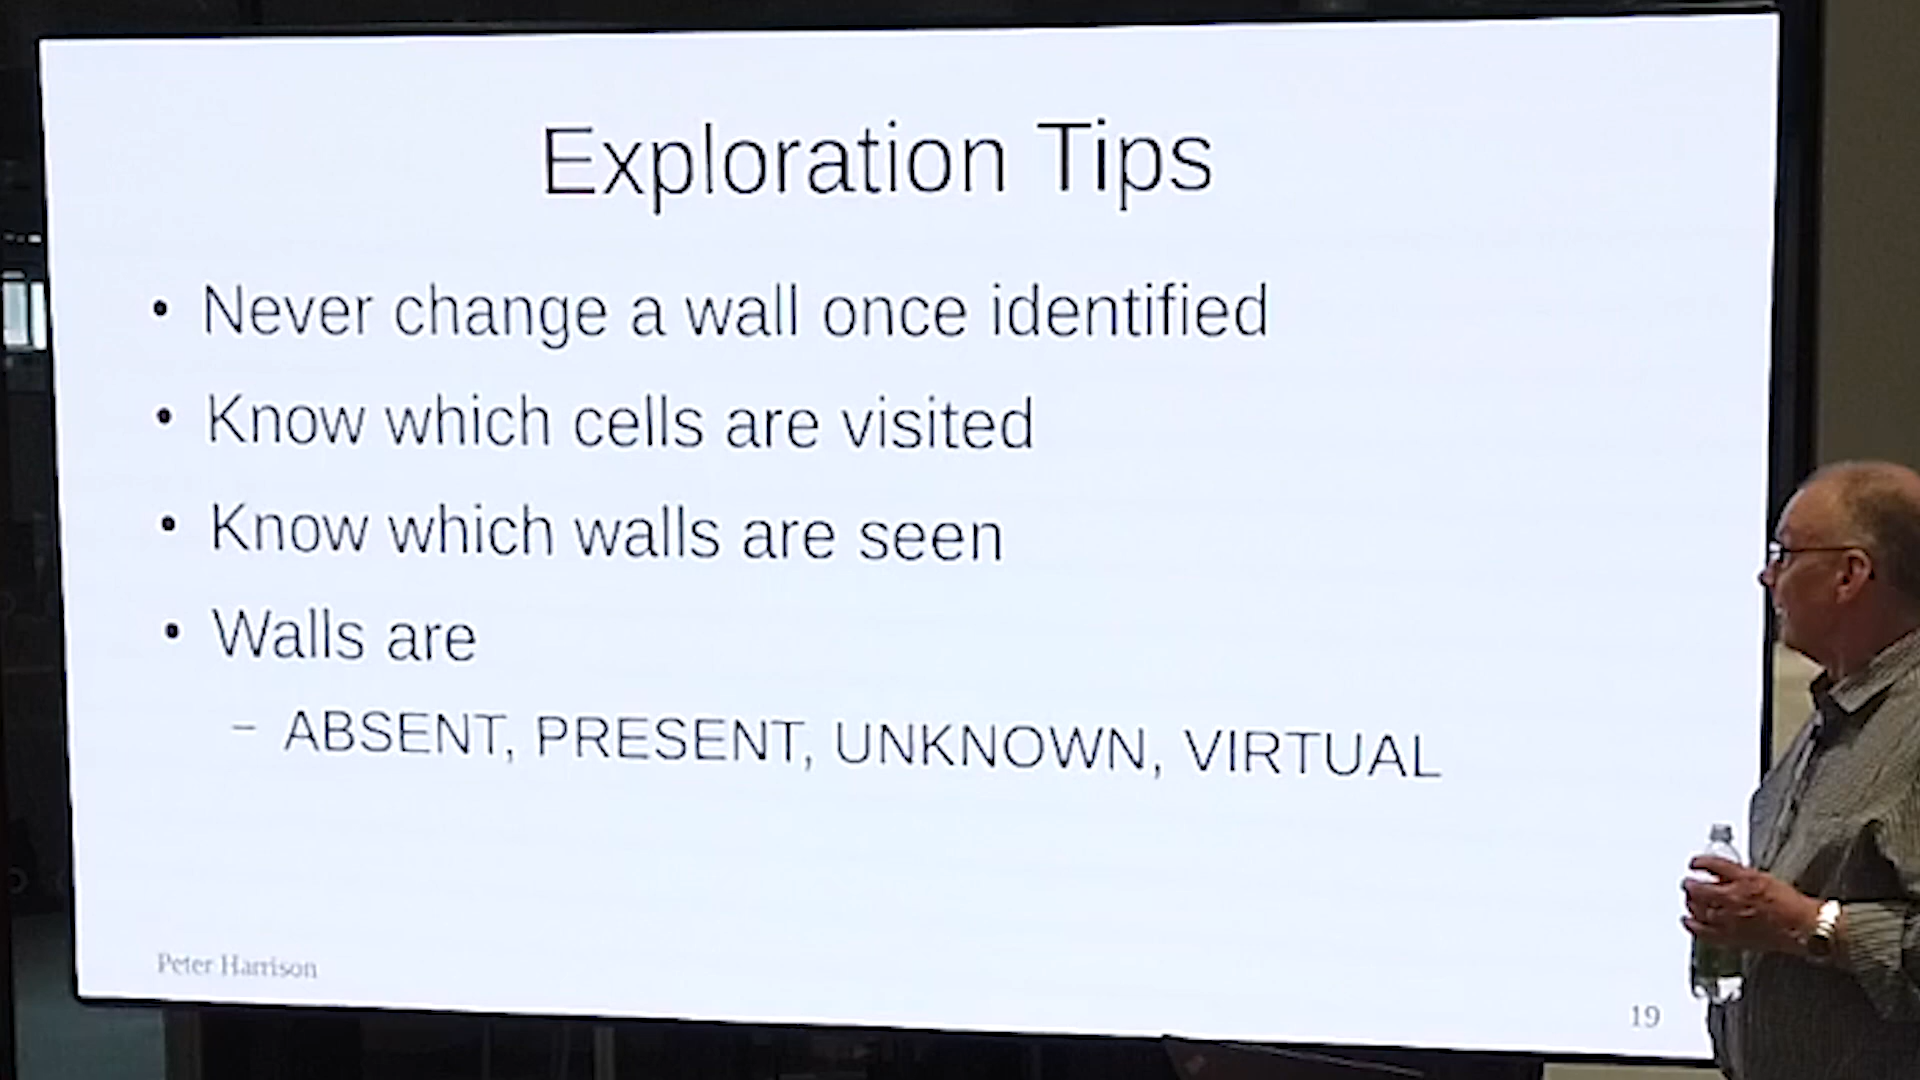 Exploration Tips
• Never change a wall once identified
• Know which cells are visited
• Know which walls are seen
• Walls are
– ABSENT, PRESENT, UNKNOWN, VIRTUAL
Peter Harrison
19